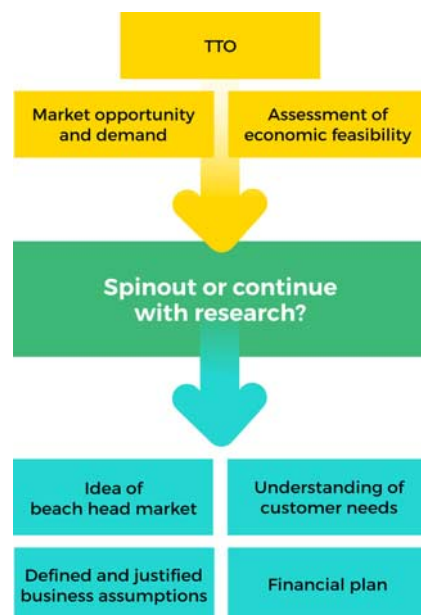 TTO
Market opportunity
and demand
Assessment of
economic feasibility
Spinout or continue
with research?
Idea of
beach head market
Understanding of
customer needs
Defined and justified
business assumptions
Financial plan